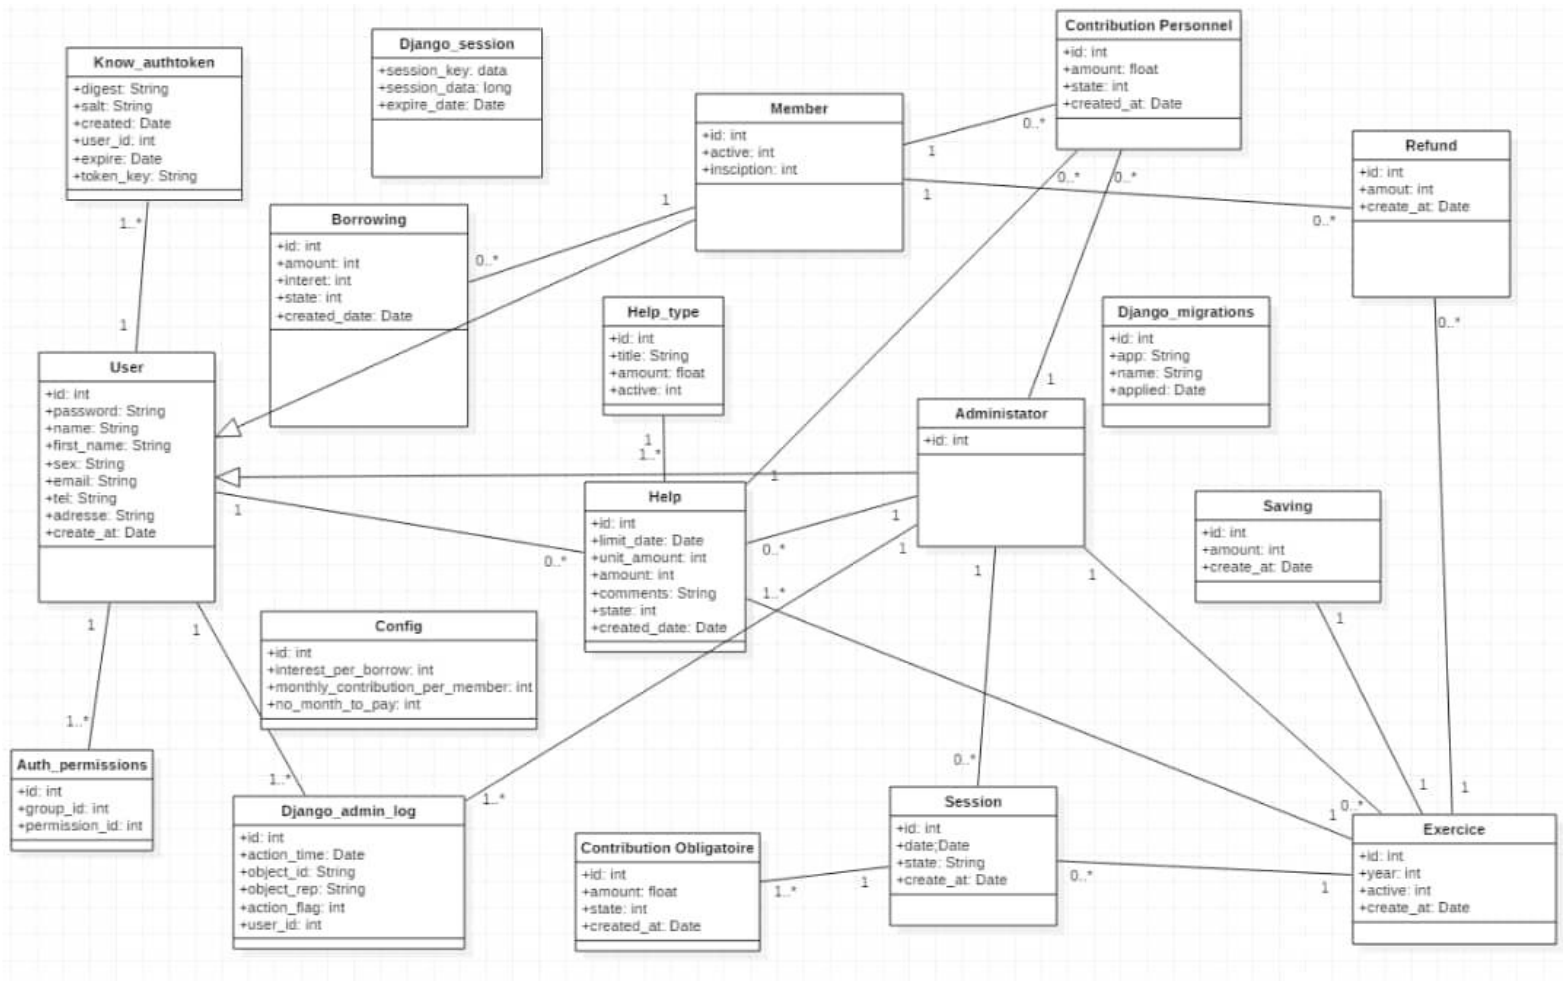 Know_authtoken
+digest: String
+salt: String
+created: Date
+user_id: int
+expire: Date
+token_key: String
Django_session
+session_key: data
+session_data: long
+expire_date: Date
Member
+id: int
+active: int
+insciption: int
Contribution Personnel
+id: int
+amount: float
+state: int
+created_at: Date
Refund
+id: int
+amout: int
+create_at: Date
Borrowing
+id: int
+amount: int
+interet: int
+state: int
+created_date: Date
Help_type
+id: int
+title: String
+amount: float
+active: int
Django_migrations
+id: int
+app: String
+name: String
+applied: Date
User
+id: int
+password: String
+name: String
+first_name: String
+sex: String
+email: String
+tel: String
+adresse: String
+create_at: Date
Administator
+id: int
Help
+id: int
+limit_date: Date
+unit_amount: int
+amount: int
+comments: String
+state: int
+created_date: Date
Saving
+id: int
+amount: int
+create_at: Date
Config
+id: int
+interest_per_borrow: int
+monthly_contribution_per_member: int
+no_month_to_pay: int
Auth_permissions
+id: int
+group_id: int
+permission_id: int
Django_admin_log
+id: int
+action_time: Date
+object_id: String
+object_rep: String
+action_flag: int
+user_id: int
Contribution Obligatoire
+id: int
+amount: float
+state: int
+created_at: Date
Session
+id: int
+date;Date
+state: String
+create_at: Date
Exercice
+id: int
+year: int
+active: int
+create_at: Date
1..*
1
1
0..*
1
0..*
1
0..*
0..*
0..*
1
0..*
1
1..*
1
1
0..*
1
0..*
1
1..*
1
1
1
1
1..*
1
1..*
1..*
0..*
1
0..*
1
1
1..*
1
0..*
1